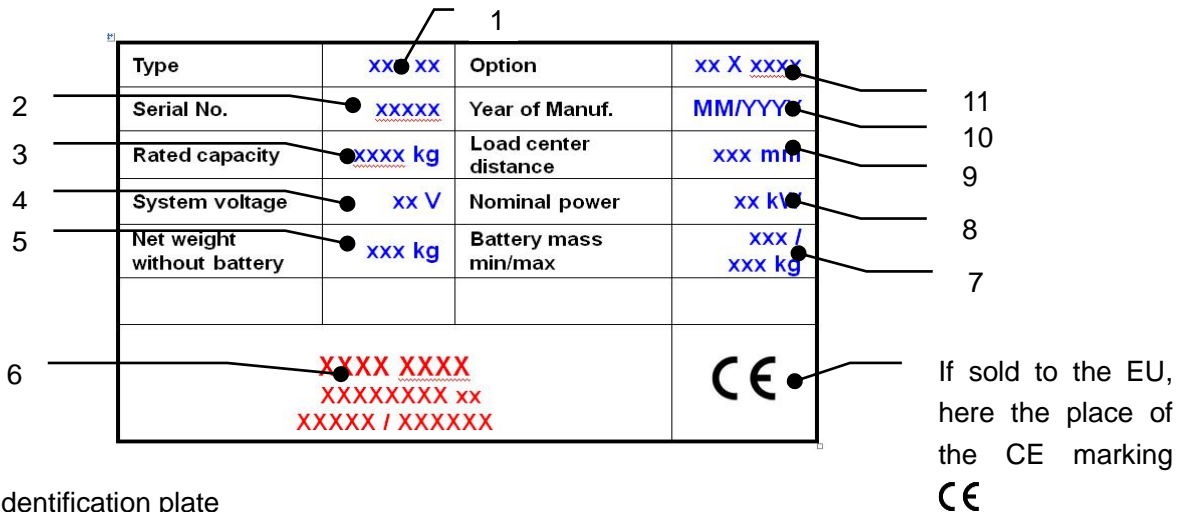 1
Type xxx xx Option xx X xxxx
2 Serial No. xxxxx Year of Manuf. MM/YYYY 11
10
3 Rated capacity xxxx kg Load center distance xxx mm
9
4 System voltage xx V Nominal power xx kW
8
5 Net weight without battery xxx kg Battery mass min/max xxx / xxx kg
7
6 XXXX XXXX
XXXXXXXX xx
XXXXX / XXXXXX
CE
If sold to the EU,
here the place of
the CE marking
CE
dentification plate